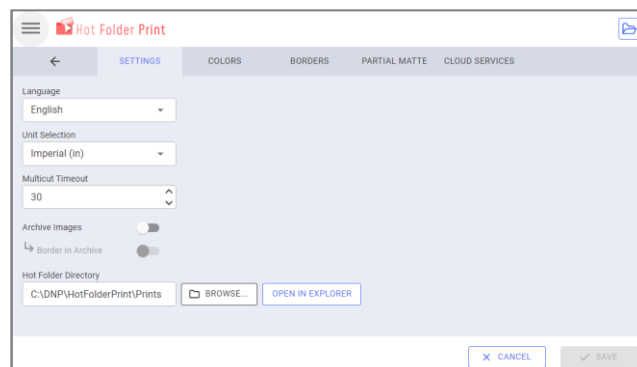 Hot Folder Print
SETTINGS COLORS BORDERS PARTIAL MATTE CLOUD SERVICES
Language
English
Unit Selection
Imperial (in)
Multicut Timeout
30
Archive Images
Border in Archive
Hot Folder Directory
C:\DNP\HotFolderPrint\Prints BROWSE... OPEN IN EXPLORER
CANCEL SAVE